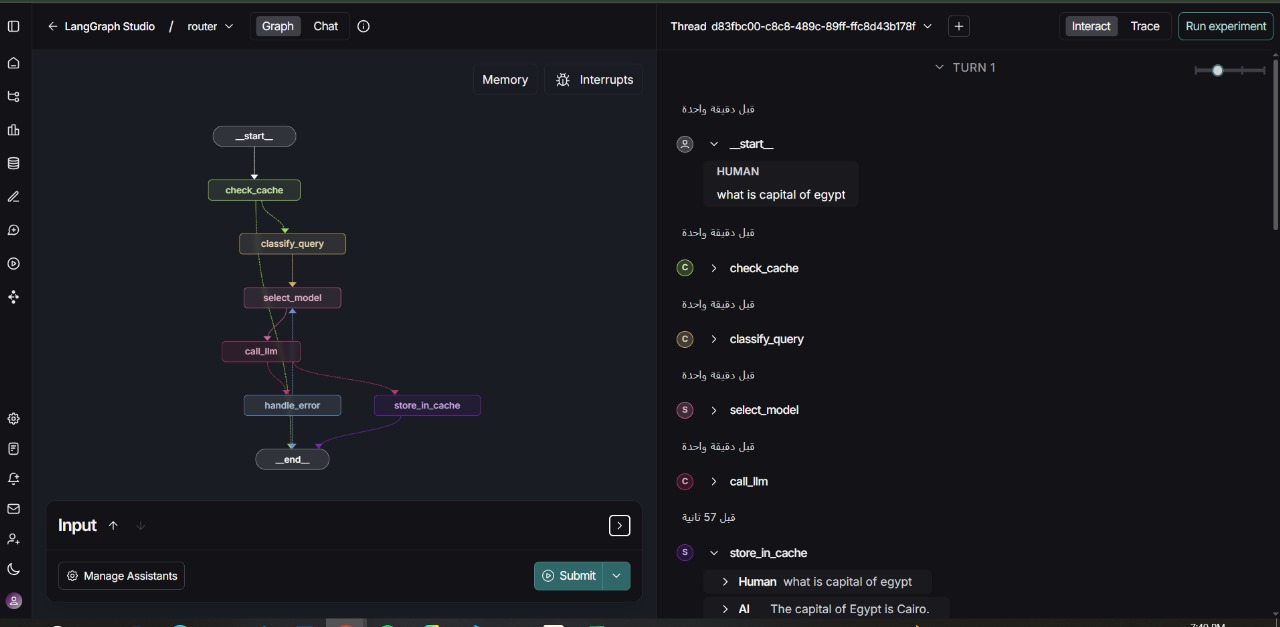 LangGraph Studio / router Graph Chat
Memory Interrupts
__start__
check_cache
classify_query
select_model
call_llm
handle_error store_in_cache
__end__
Input
Manage Assistants Submit
Thread d83fbc00-c8c8-489c-89ff-ffc8d43b178f + Interact Trace Run experiment
TURN 1
قبل دقيقة واحدة
__start__
HUMAN
what is capital of egypt
قبل دقيقة واحدة
C check_cache
قبل دقيقة واحدة
C classify_query
قبل دقيقة واحدة
S select_model
قبل دقيقة واحدة
C call_llm
قبل 57 ثانية
S store_in_cache
Human what is capital of egypt
AI The capital of Egypt is Cairo.